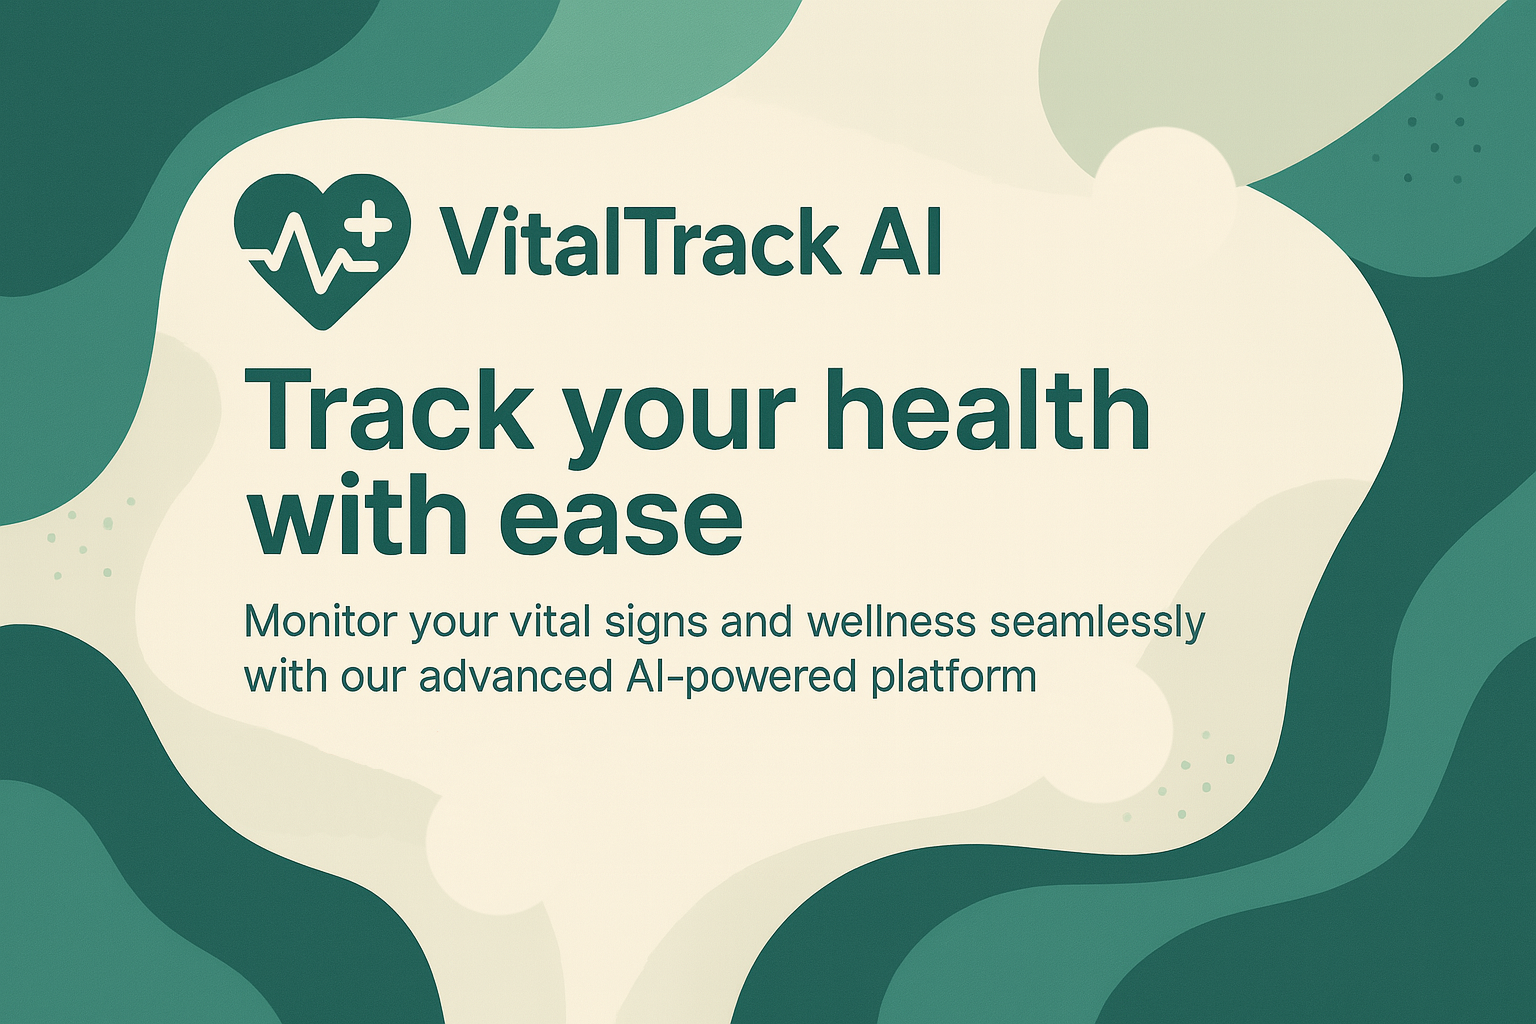 VitalTrack AI
Track your health
with ease
Monitor your vital signs and wellness seamlessly
with our advanced AI-powered platform